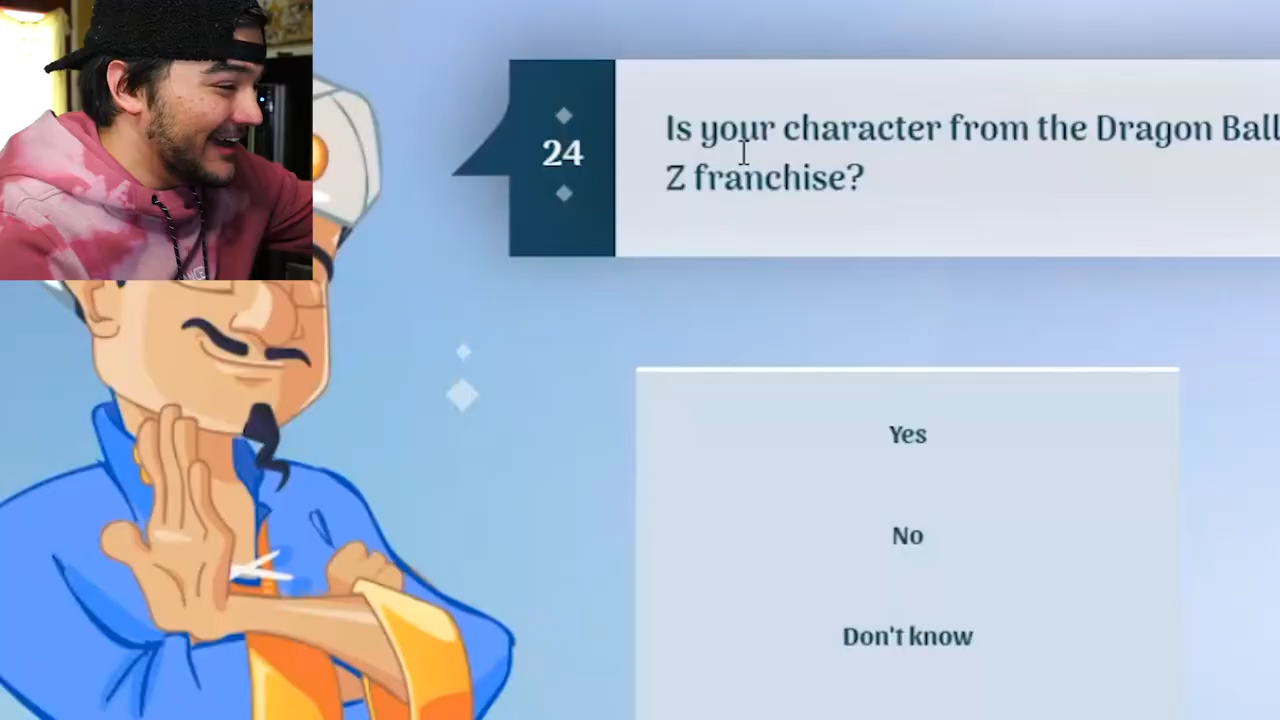 24
Is your character from the Dragon Ball
Z franchise?
Yes
No
Don't know